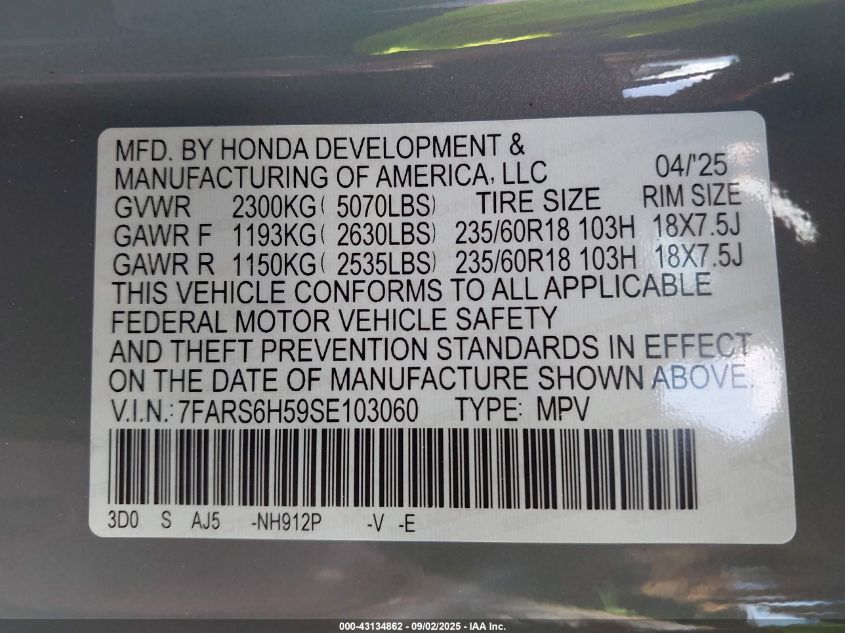 MFD. BY HONDA DEVELOPMENT &
MANUFACTURING OF AMERICA, LLC 04/'25
GVWR 2300KG( 5070LBS) TIRE SIZE RIM SIZE
GAWR F 1193KG( 2630LBS) 235/60R18 103H 18X7.5J
GAWR R 1150KG( 2535LBS) 235/60R18 103H 18X7.5J
THIS VEHICLE CONFORMS TO ALL APPLICABLE
FEDERAL MOTOR VEHICLE SAFETY
AND THEFT PREVENTION STANDARDS IN EFFECT
ON THE DATE OF MANUFACTURE SHOWN ABOVE.
V.I.N.: 7FARS6H59SE103060 TYPE: MPV
3D0 S AJ5 -NH912P -V -E
000-43134862 - 09/02/2025 - IAA Inc.